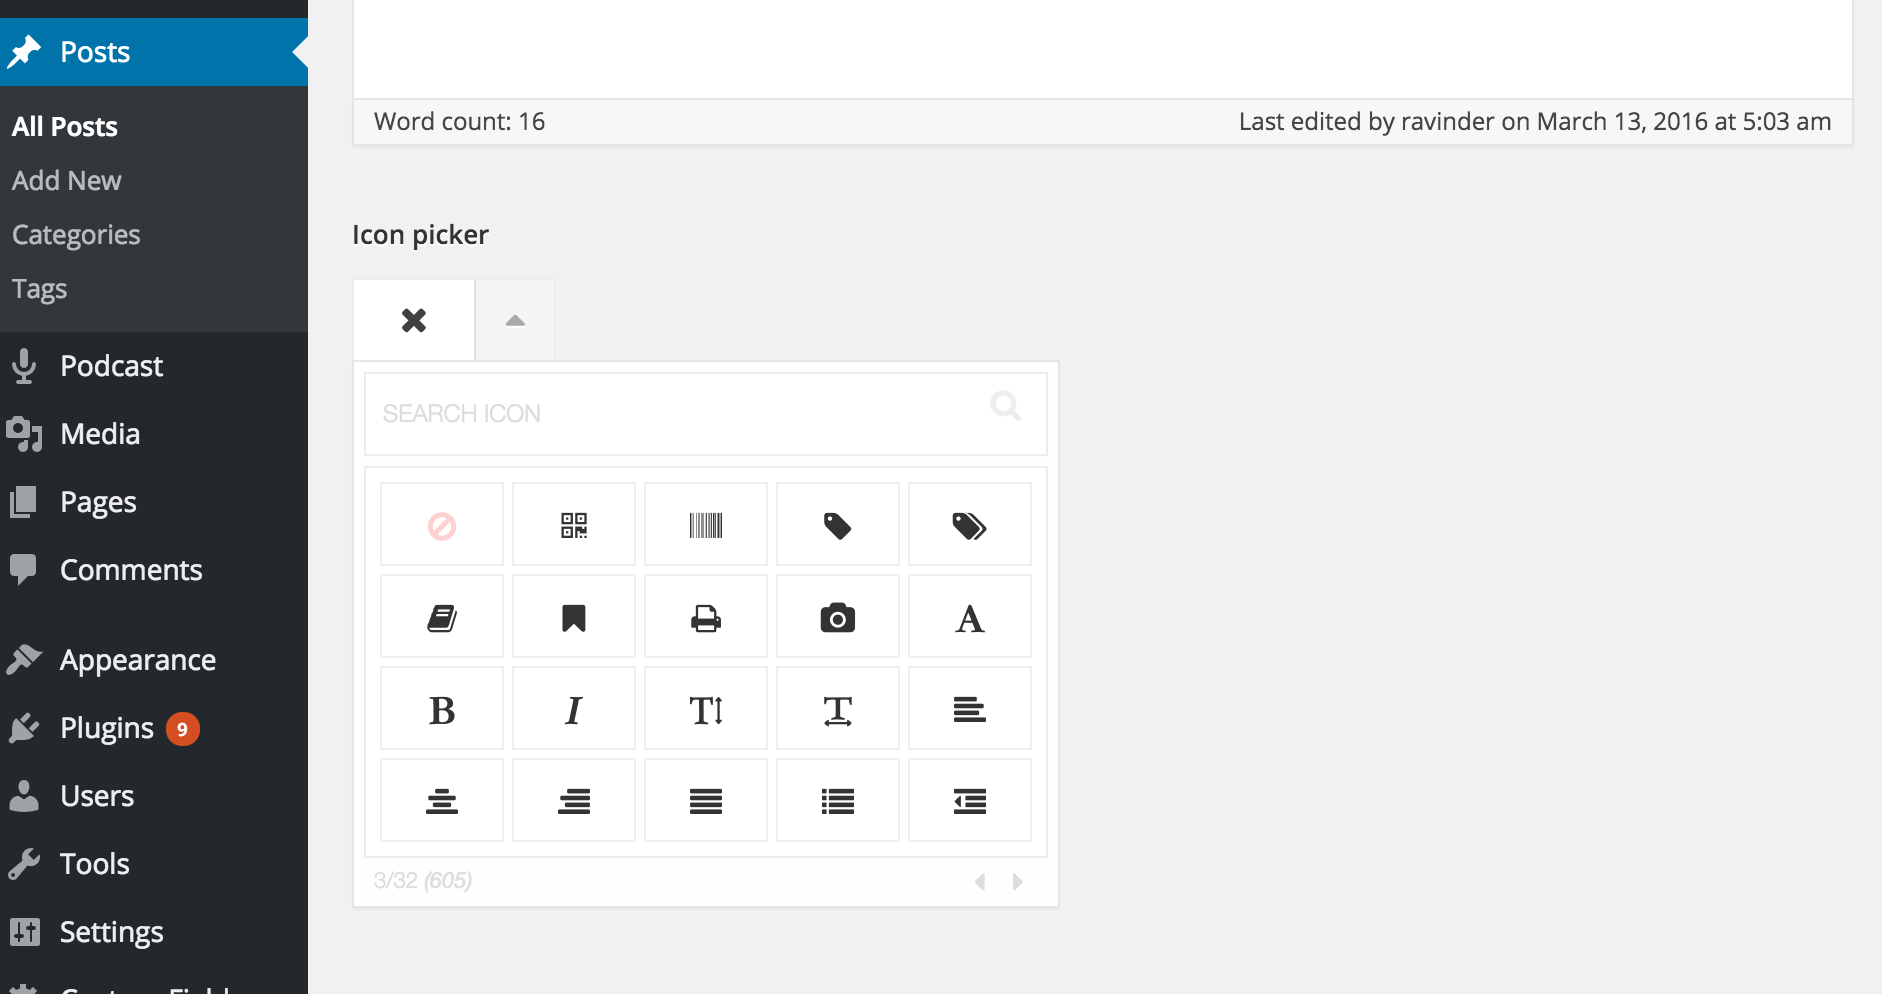 Posts
All Posts
Add New
Categories
Tags
Podcast
Media
Pages
Comments
Appearance
Plugins 9
Users
Tools
Settings
Word count: 16
Last edited by ravinder on March 13, 2016 at 5:03 am
Icon picker
SEARCH ICON
A
B I T T
3/32 (605)